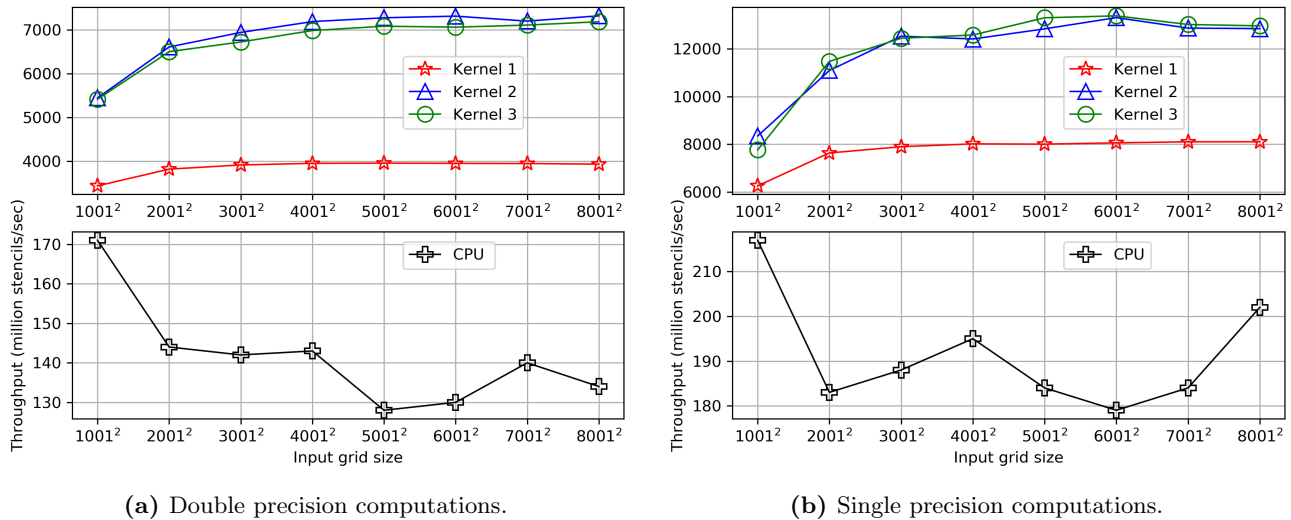 7000
6000
5000
4000
Kernel 1
Kernel 2
Kernel 3
1001² 2001² 3001² 4001² 5001² 6001² 7001² 8001²
Throughput (million stencils/sec)
170
160
150
140
130
CPU
1001² 2001² 3001² 4001² 5001² 6001² 7001² 8001²
Input grid size
(a) Double precision computations.
12000
10000
8000
6000
Kernel 1
Kernel 2
Kernel 3
1001² 2001² 3001² 4001² 5001² 6001² 7001² 8001²
Throughput (million stencils/sec)
210
200
190
180
CPU
1001² 2001² 3001² 4001² 5001² 6001² 7001² 8001²
Input grid size
(b) Single precision computations.